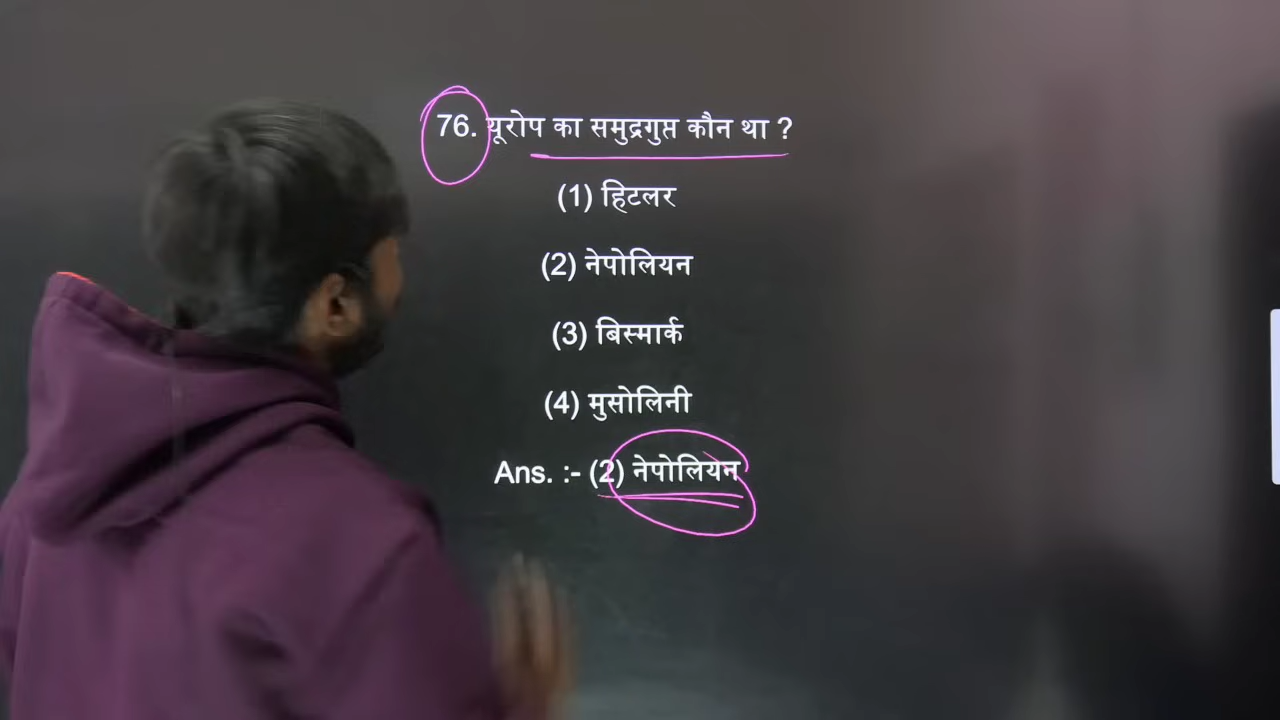 76. यूरोप का समुद्रगुप्त कौन था ?
(1) हिटलर
(2) नेपोलियन
(3) बिस्मार्क
(4) मुसोलिनी
Ans. :- (2) नेपोलियन